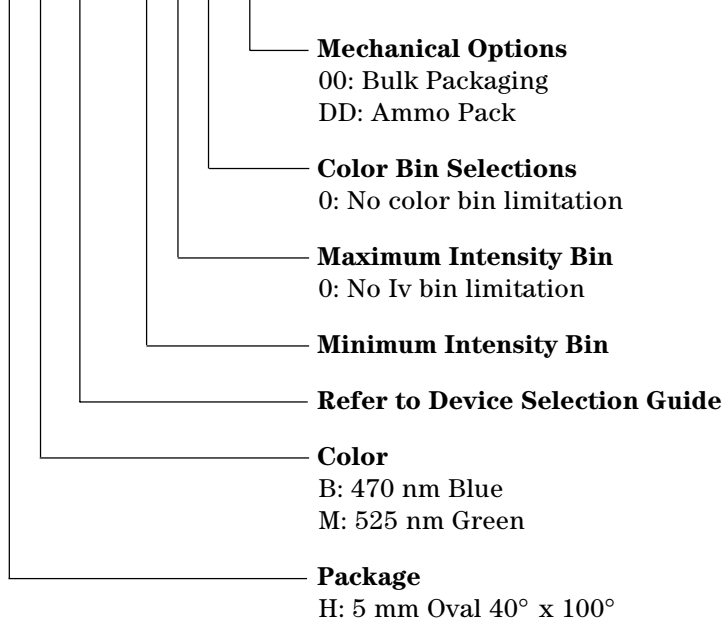 Mechanical Options
00: Bulk Packaging
DD: Ammo Pack
Color Bin Selections
0: No color bin limitation
Maximum Intensity Bin
0: No Iv bin limitation
Minimum Intensity Bin
Refer to Device Selection Guide
Color
B: 470 nm Blue
M: 525 nm Green
Package
H: 5 mm Oval 40° x 100°